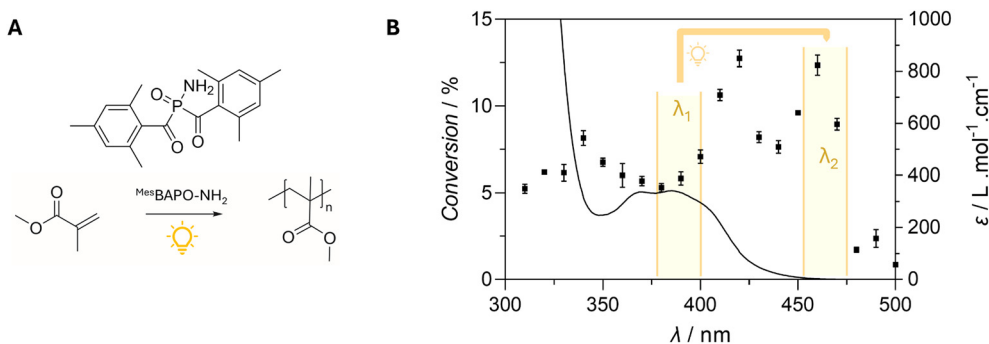 A
O
NH₂
P
O
O
O
O
MesBAPO-NH₂
n
O
O
B
15
10
5
0
Conversion / %
300
350
400
450
500
λ / nm
1000
800
600
400
200
0
ε / L.mol⁻¹.cm⁻¹
λ₁
λ₂